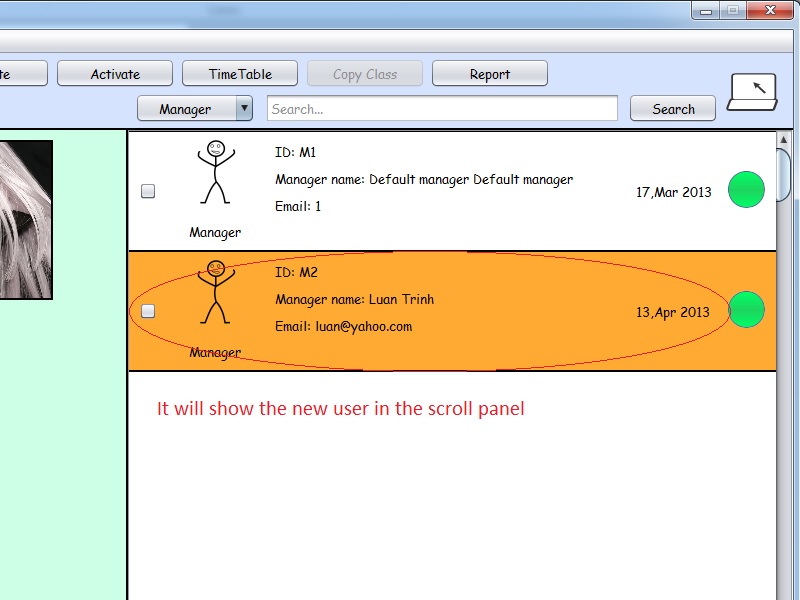 te Activate TimeTable Copy Class Report
Manager Search... Search
ID: M1
Manager name: Default manager Default manager
17,Mar 2013
Email: 1
Manager
ID: M2
Manager name: Luan Trinh
13,Apr 2013
Email: luan@yahoo.com
Manager
It will show the new user in the scroll panel